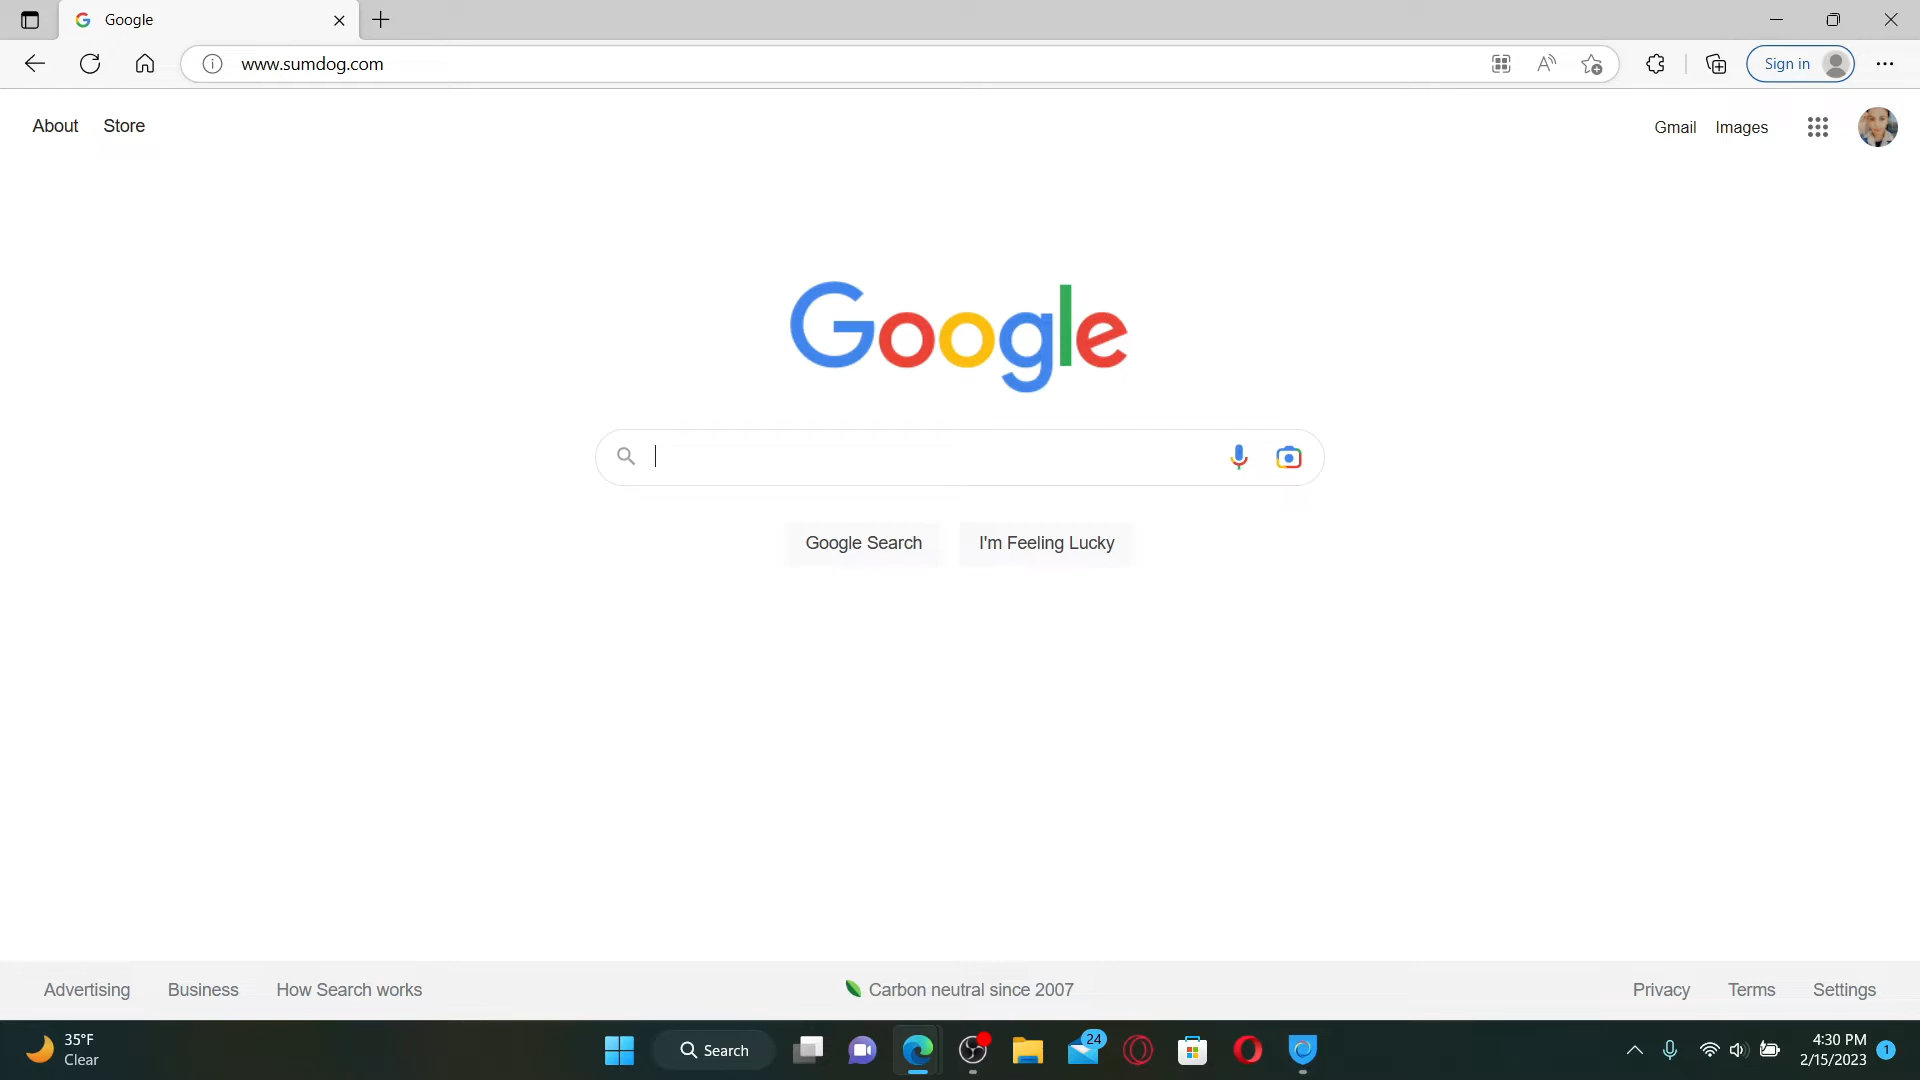 Google
www.sumdog.com
Sign in
About Store
Gmail Images
Google
Google Search I'm Feeling Lucky
Advertising Business How Search works
Carbon neutral since 2007
Privacy Terms Settings
35°F
Clear
Search
24
4:30 PM
2/15/2023
1